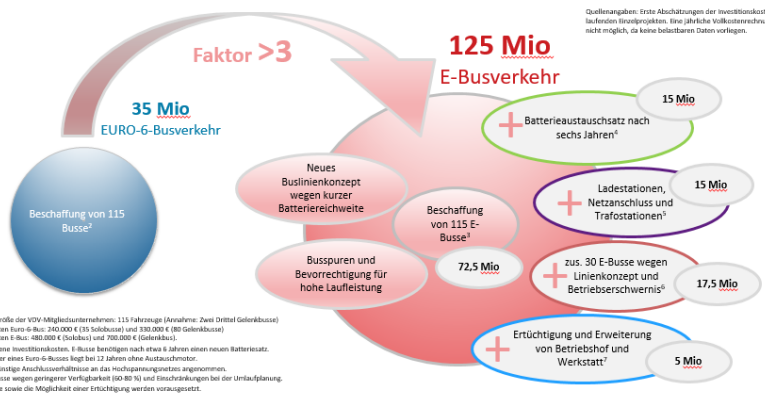 Quellenangaben: Erste Abschätzungen der Investitionskost
laufenden Einzelprojekten. Eine jährliche Vollkostenrechnu
nicht möglich, da keine belastbaren Daten vorliegen.
Faktor >3
125 Mio
E-Busverkehr
35 Mio
EURO-6-Busverkehr
Beschaffung von 115
Busse²
Neues
Buslinienkonzept
wegen kurzer
Batteriereichweite
Busspuren und
Bevorrechtigung für
hohe Laufleistung
Beschaffung
von 115 E-
Busse³
72,5 Mio
+
Batterieaustauschsatz nach
sechs Jahren⁴
15 Mio
+
Ladestationen,
Netzanschluss und
Trafostationen⁵
15 Mio
+
zus. 30 E-Busse wegen
Linienkonzept und
Betriebserschwernis⁶
17,5 Mio
+
Ertüchtigung und Erweiterung
von Betriebshof und
Werkstatt⁷
5 Mio
röße der VDV-Mitgliedsunternehmen: 115 Fahrzeuge (Annahme: Zwei Drittel Gelenkbusse)
ten Euro-6-Bus: 240.000 € (35 Solobusse) und 330.000 € (80 Gelenkbusse)
ten E-Bus: 480.000 € (Solobus) und 700.000 € (Gelenkbus).
ene Investitionskosten. E-Busse benötigen nach etwa 6 Jahren einen neuen Batteriesatz.
er eines Euro-6-Busses liegt bei 12 Jahren ohne Austauschmotor.
nstige Anschlussverhältnisse an das Hochspannungsnetzes angenommen.
sse wegen geringerer Verfügbarkeit (60-80 %) und Einschränkungen bei der Umlaufplanung.
e sowie die Möglichkeit einer Ertüchtigung werden vorausgesetzt.